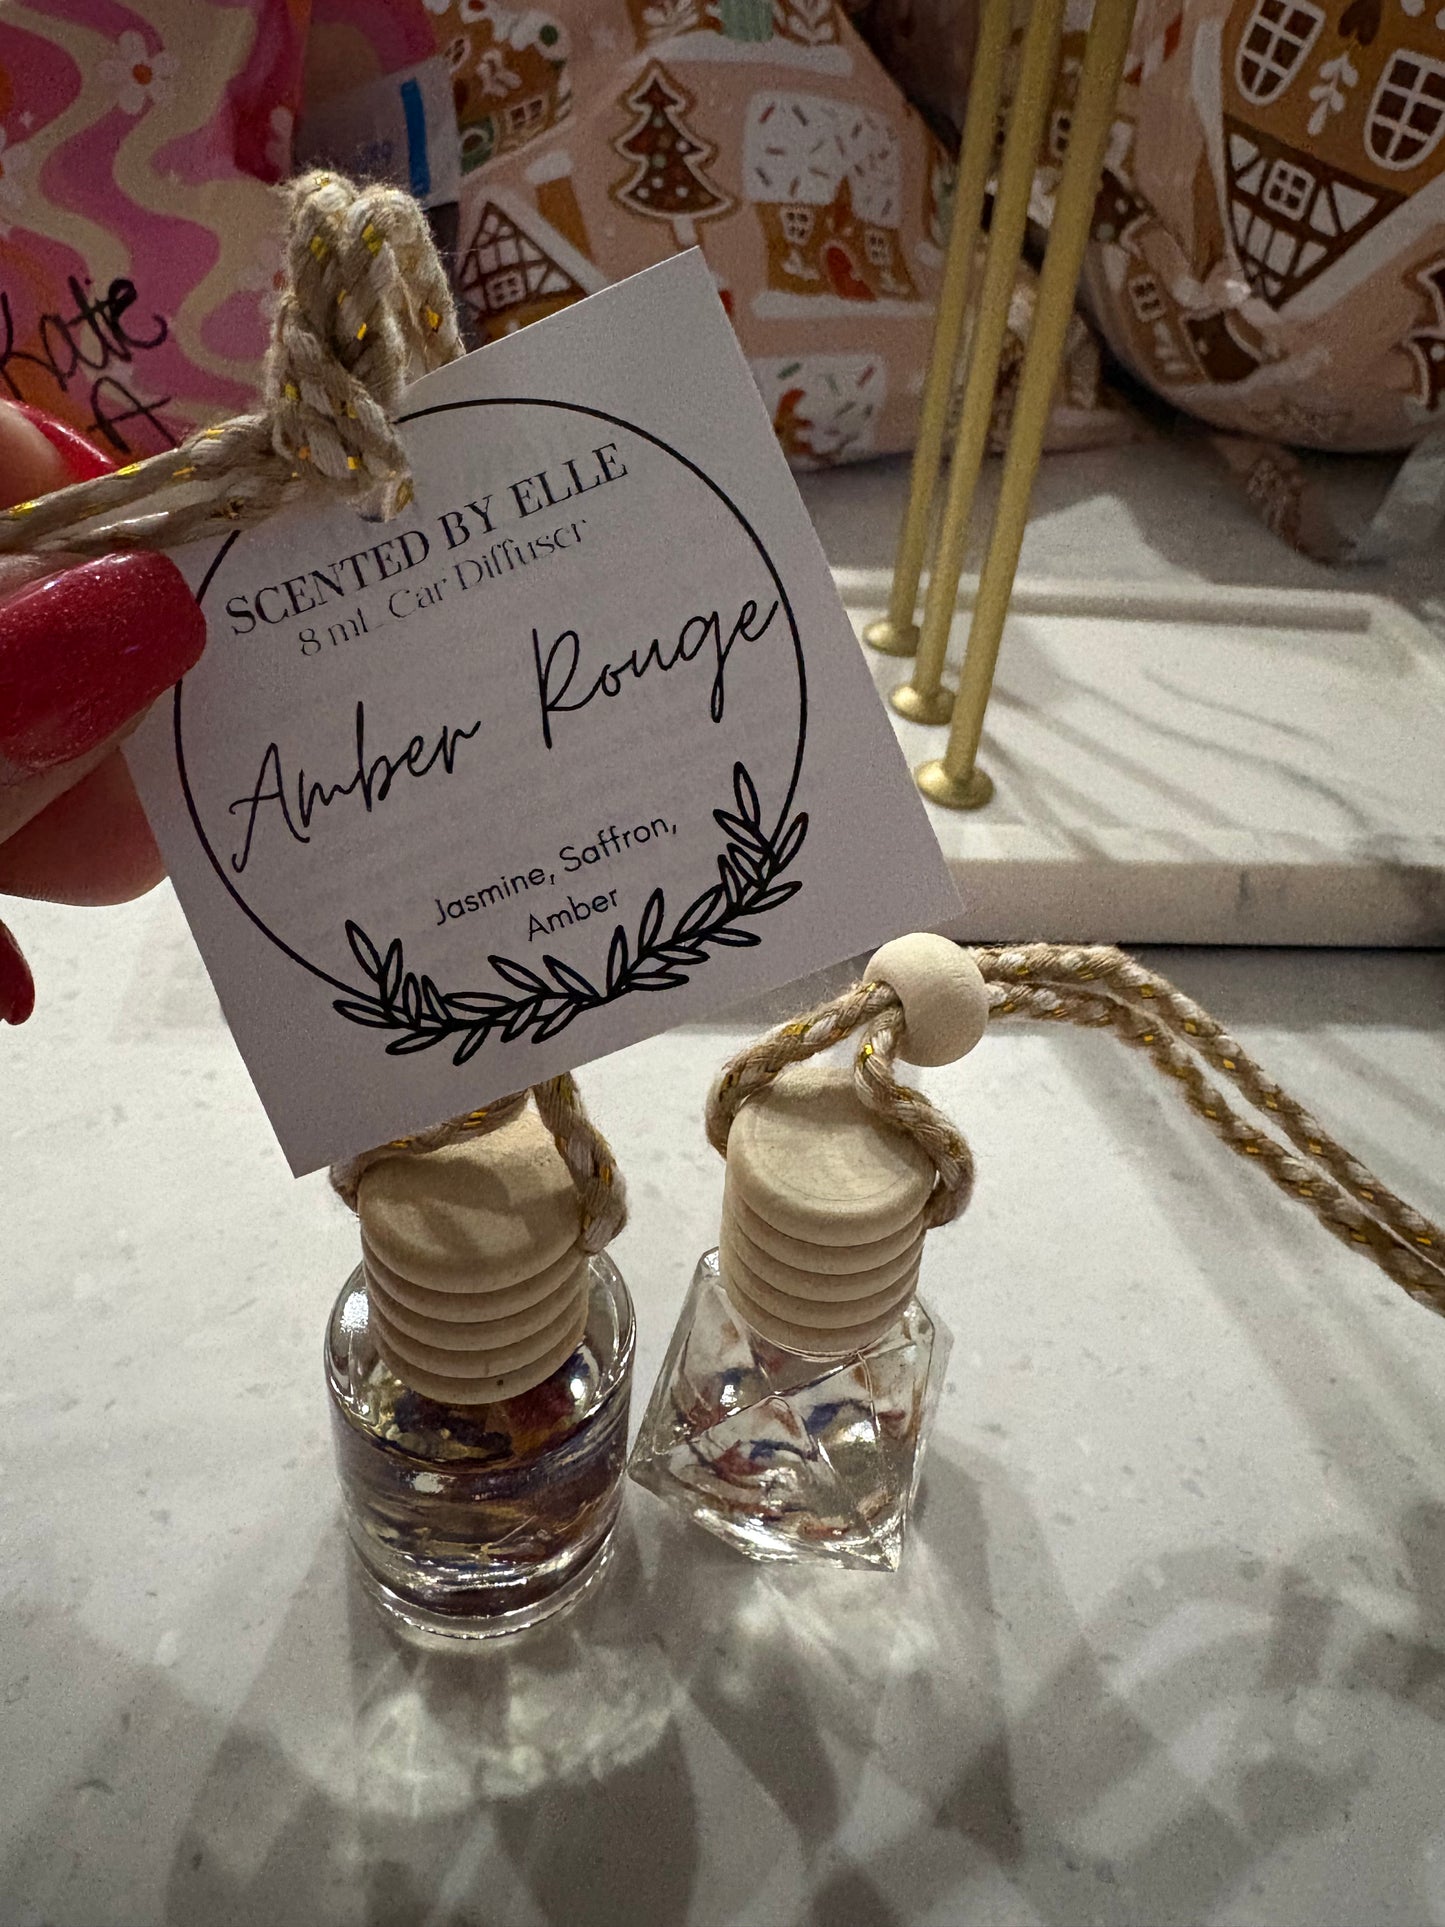 Katie
A
SCENTED BY ELLE
8 mL Car Diffuser
Amber Rouge
Jasmine, Saffron,
Amber